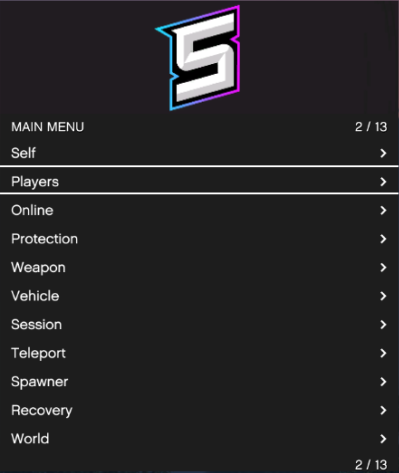 S
MAIN MENU 2 / 13
Self
Players
Online
Protection
Weapon
Vehicle
Session
Teleport
Spawner
Recovery
World
2 / 13